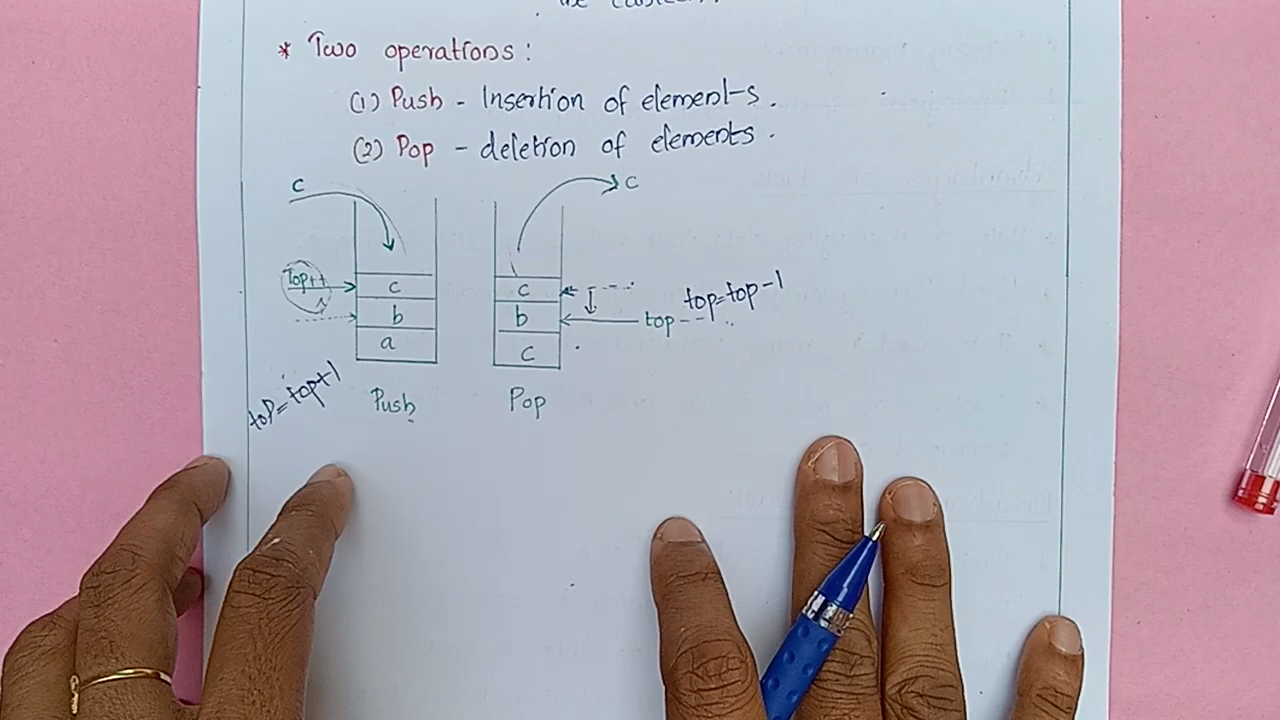 * Two operations :
(1) Push - Insertion of elements.
(2) Pop - deletion of elements.
c
c
Top++
c
b
a
c
b
c
top
top=top-1
top=top+1
Push
Pop